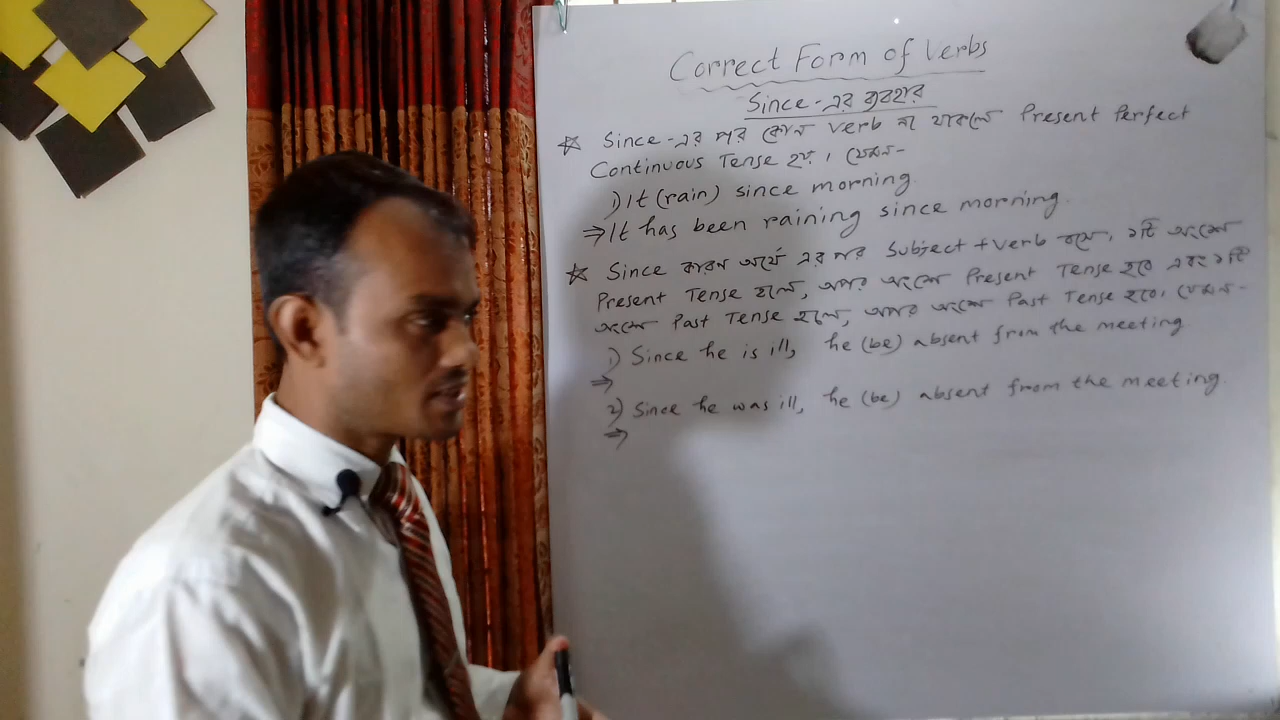 Correct Form of Verbs
Since-এর ব্যবহার
☆ Since-এর পর কোন verb না থাকলে Present Perfect
Continuous Tense হয়। যেমন-
1) It (rain) since morning.
⇒ It has been raining since morning.
☆ Since কারণ অর্থে এর পর Subject + verb বসে, ১টি অংশে
Present Tense হলে, অপর অংশে Present Tense হবে এবং ১টি
অংশে Past Tense হলে, অপর অংশে Past Tense হবে। যেমন-
1) Since he is ill, he (be) absent from the meeting.
⇒
2) Since he was ill, he (be) absent from the meeting.
⇒